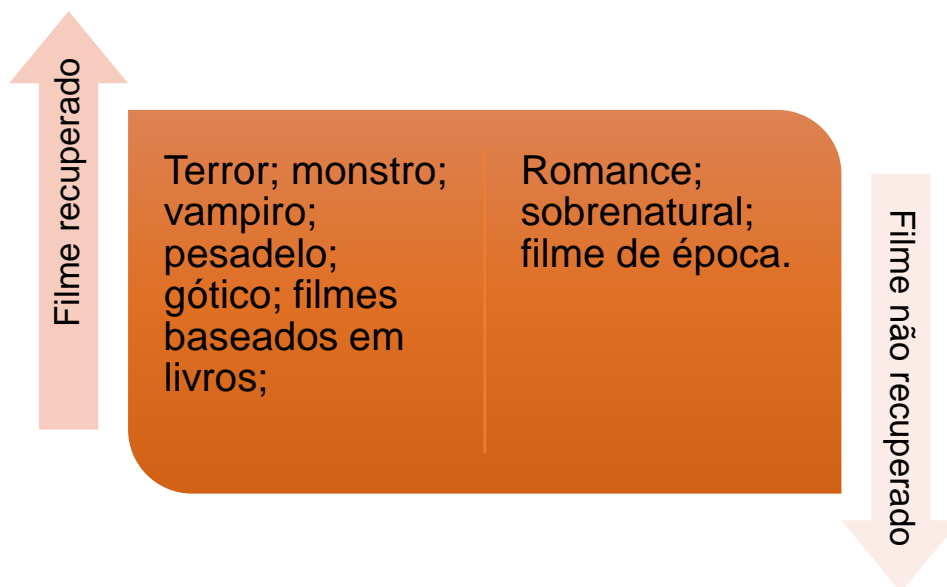 Filme recuperado
Terror; monstro;
vampiro;
pesadelo;
gótico; filmes
baseados em
livros;
Romance;
sobrenatural;
filme de época.
Filme não recuperado